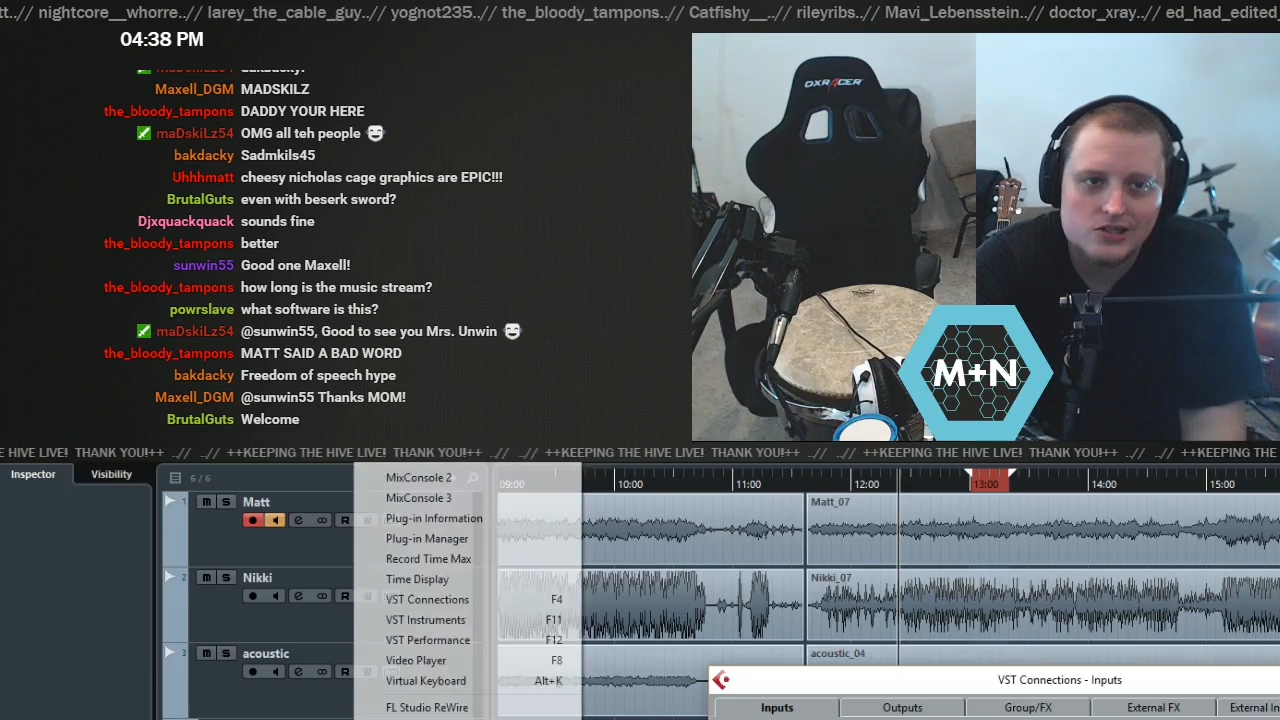 tt..// nightcore__whorre..// larey_the_cable_guy..// yognot235..// the_bloody_tampons..// Catfishy__..// rileyribs..// Mavi_Lebensstein..// doctor_xray..// ed_had_edited
04:38 PM
Maxell_DGM MADSKILZ
the_bloody_tampons DADDY YOUR HERE
maDskiLz54 OMG all teh people
bakdacky Sadmkils45
Uhhhmatt cheesy nicholas cage graphics are EPIC!!!
BrutalGuts even with beserk sword?
Djxquackquack sounds fine
the_bloody_tampons better
sunwin55 Good one Maxell!
the_bloody_tampons how long is the music stream?
powrslave what software is this?
maDskiLz54 @sunwin55, Good to see you Mrs. Unwin
the_bloody_tampons MATT SAID A BAD WORD
bakdacky Freedom of speech hype
Maxell_DGM @sunwin55 Thanks MOM!
BrutalGuts Welcome
DXRACER
M+N
E HIVE LIVE! THANK YOU!++ ..// ..// ++KEEPING THE HIVE LIVE! THANK YOU!++ ..// ..// ++KEEPING THE HIVE LIVE! THANK YOU!++ ..// ..// ++KEEPING THE HIVE LIVE! THANK YOU!++ ..// ..// ++KEEPING T
Inspector Visibility 6 / 6
09:00 10:00 11:00 12:00 13:00 14:00 15:00
1 m S Matt
e R
2 m S Nikki
e R
3 m S acoustic
e R
MixConsole 2
MixConsole 3
Plug-in Information
Plug-in Manager
Record Time Max
Time Display
VST Connections F4
VST Instruments F11
VST Performance F12
Video Player F8
Virtual Keyboard Alt+K
FL Studio ReWire
Matt_07
Nikki_07
acoustic_04
VST Connections - Inputs
Inputs Outputs Group/FX External FX External In